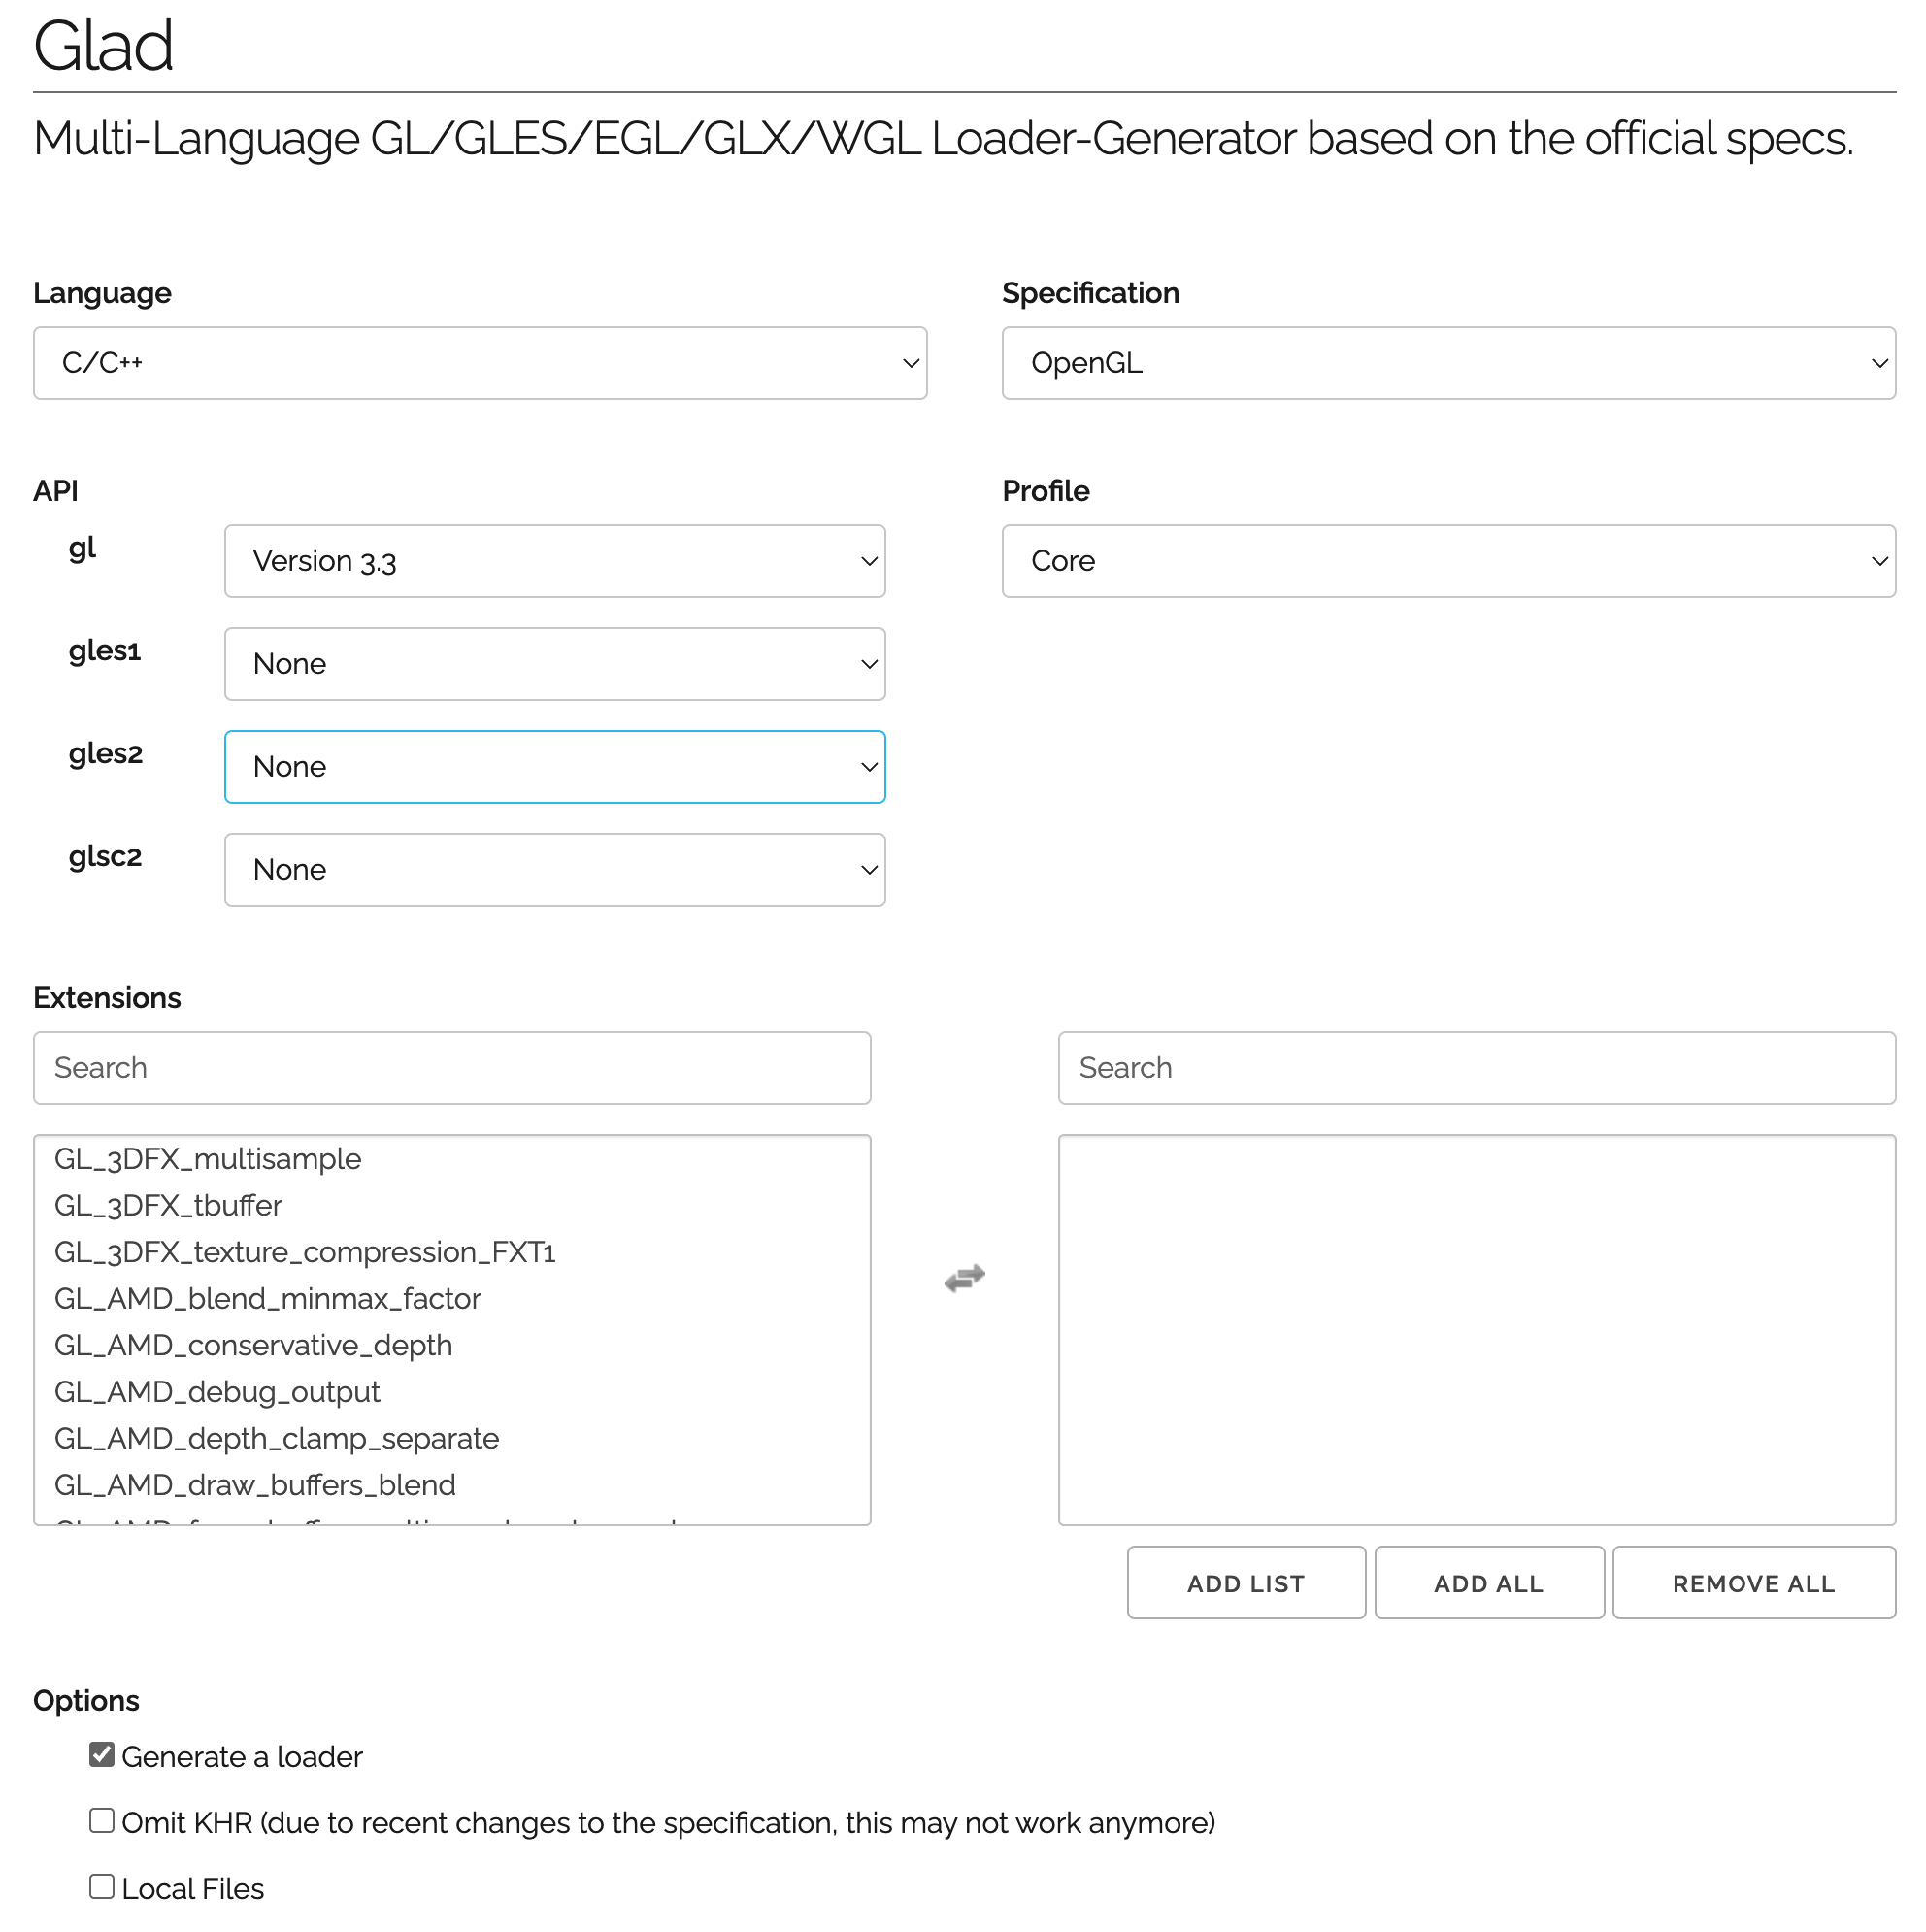 Glad
Multi-Language GL/GLES/EGL/GLX/WGL Loader-Generator based on the official specs.
Language
C/C++
Specification
OpenGL
API
gl
Version 3.3
gles1
None
gles2
None
glsc2
None
Profile
Core
Extensions
Search
GL_3DFX_multisample
GL_3DFX_tbuffer
GL_3DFX_texture_compression_FXT1
GL_AMD_blend_minmax_factor
GL_AMD_conservative_depth
GL_AMD_debug_output
GL_AMD_depth_clamp_separate
GL_AMD_draw_buffers_blend
Search
ADD LIST
ADD ALL
REMOVE ALL
Options
Generate a loader
Omit KHR (due to recent changes to the specification, this may not work anymore)
Local Files